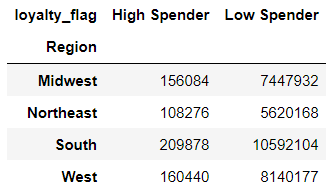 loyalty_flag High Spender Low Spender
Region
Midwest 156084 7447932
Northeast 108276 5620168
South 209878 10592104
West 160440 8140177